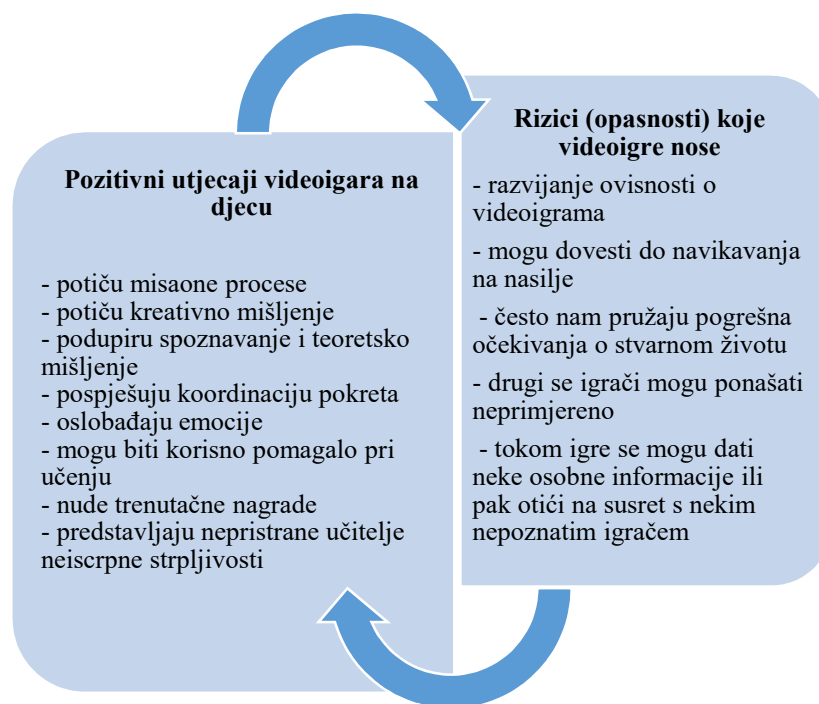 Pozitivni utjecaji videoigara na
djecu
- potiču misaone procese
- potiču kreativno mišljenje
- podupiru spoznavanje i teoretsko
mišljenje
- pospješuju koordinaciju pokreta
- oslobađaju emocije
- mogu biti korisno pomagalo pri
učenju
- nude trenutačne nagrade
- predstavljaju nepristrane učitelje
neiscrpne strpljivosti
Rizici (opasnosti) koje
videoigre nose
- razvijanje ovisnosti o
videoigrama
- mogu dovesti do navikavanja
na nasilje
- često nam pružaju pogrešna
očekivanja o stvarnom životu
- drugi se igrači mogu ponašati
neprimjereno
- tokom igre se mogu dati
neke osobne informacije ili
pak otići na susret s nekim
nepoznatim igračem